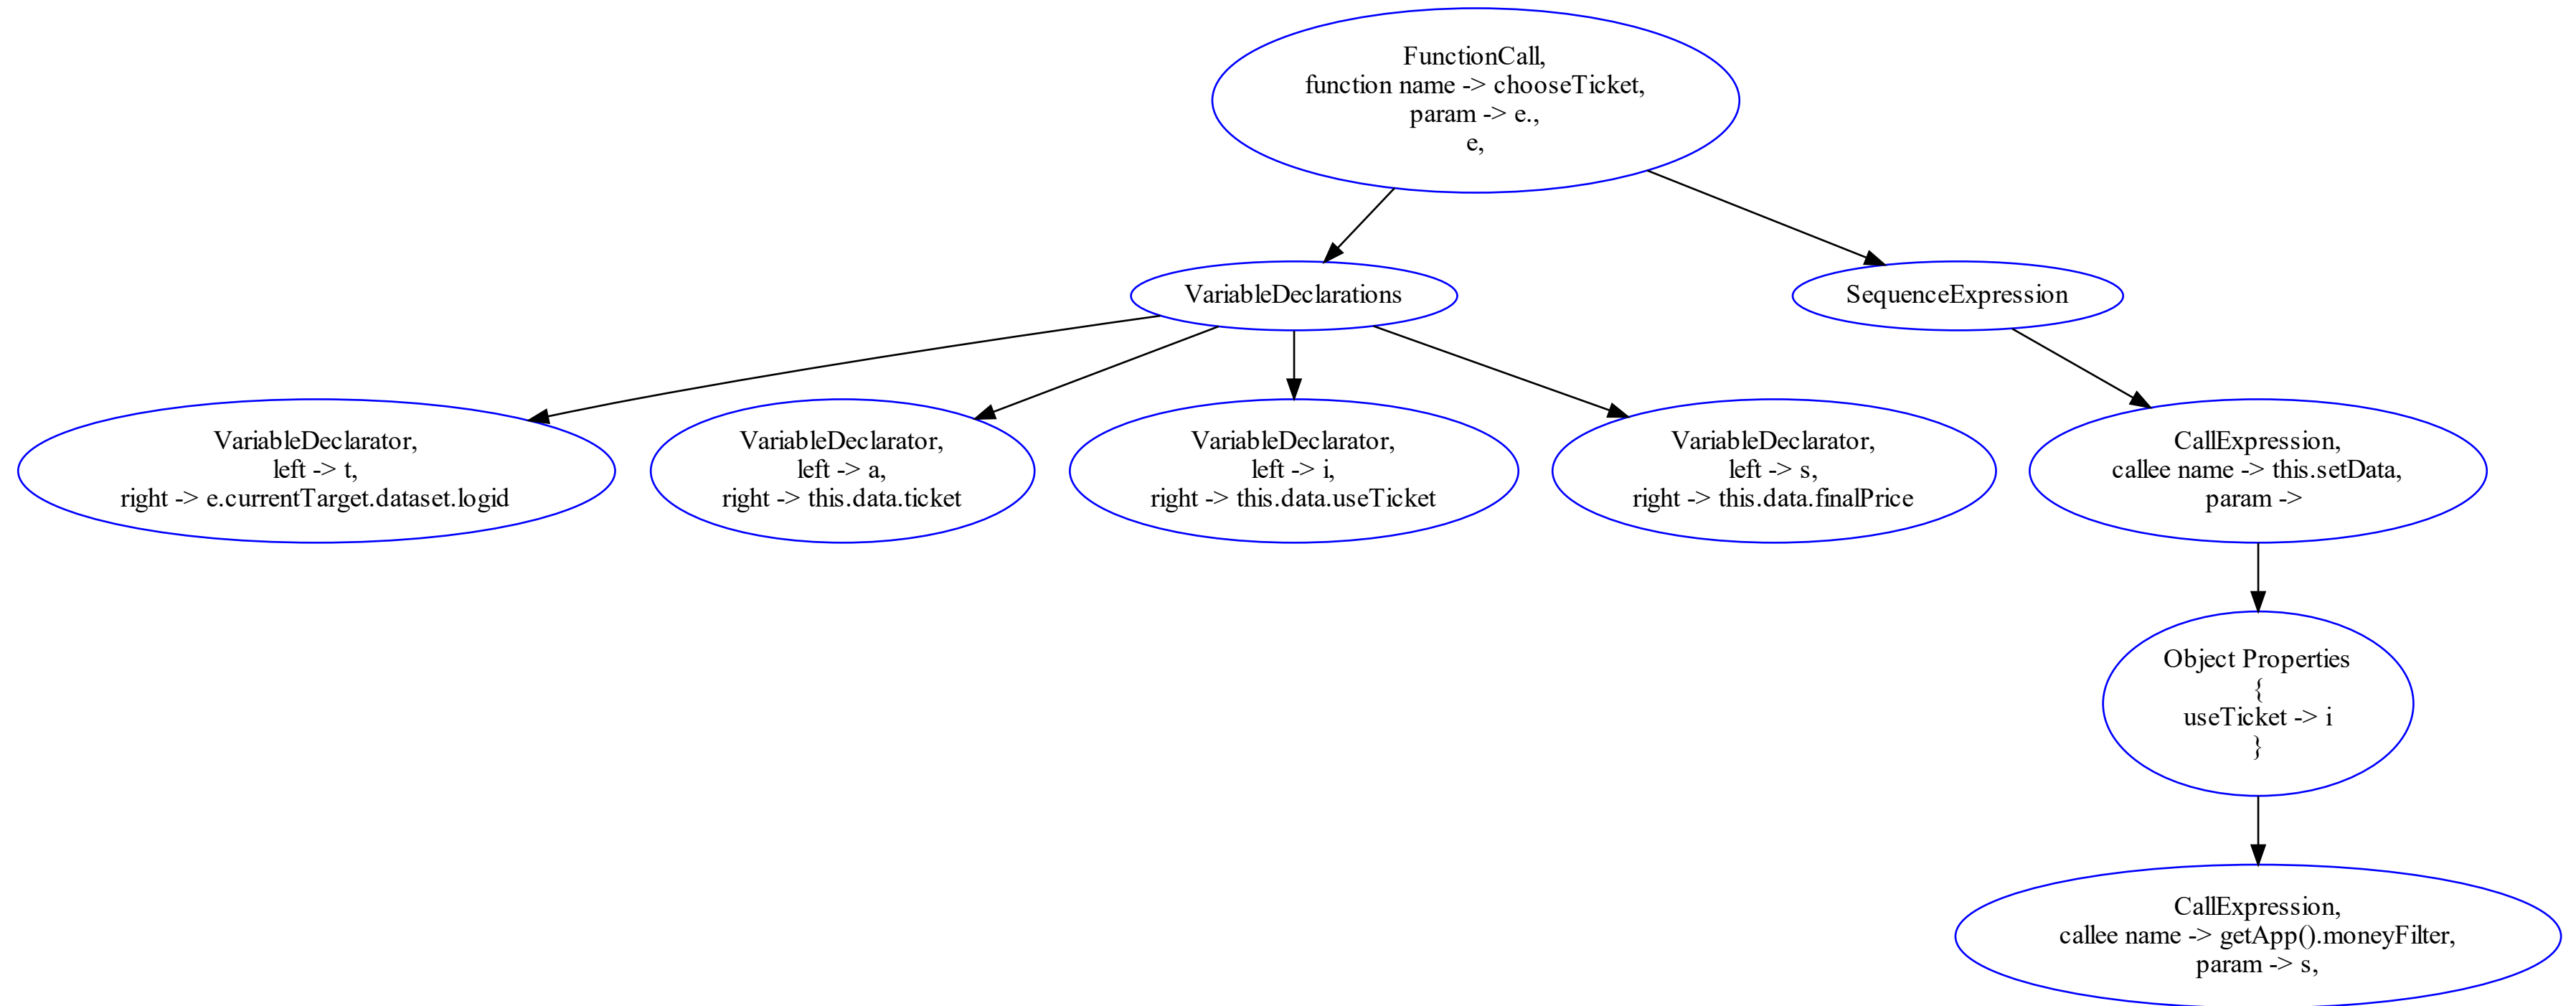 FunctionCall,
function name -> chooseTicket,
param -> e.,
e,
VariableDeclarations
SequenceExpression
VariableDeclarator,
left -> t,
right -> e.currentTarget.dataset.logid
VariableDeclarator,
left -> a,
right -> this.data.ticket
VariableDeclarator,
left -> i,
right -> this.data.useTicket
VariableDeclarator,
left -> s,
right -> this.data.finalPrice
CallExpression,
callee name -> this.setData,
param ->
Object Properties
{
useTicket -> i
}
CallExpression,
callee name -> getApp().moneyFilter,
param -> s,